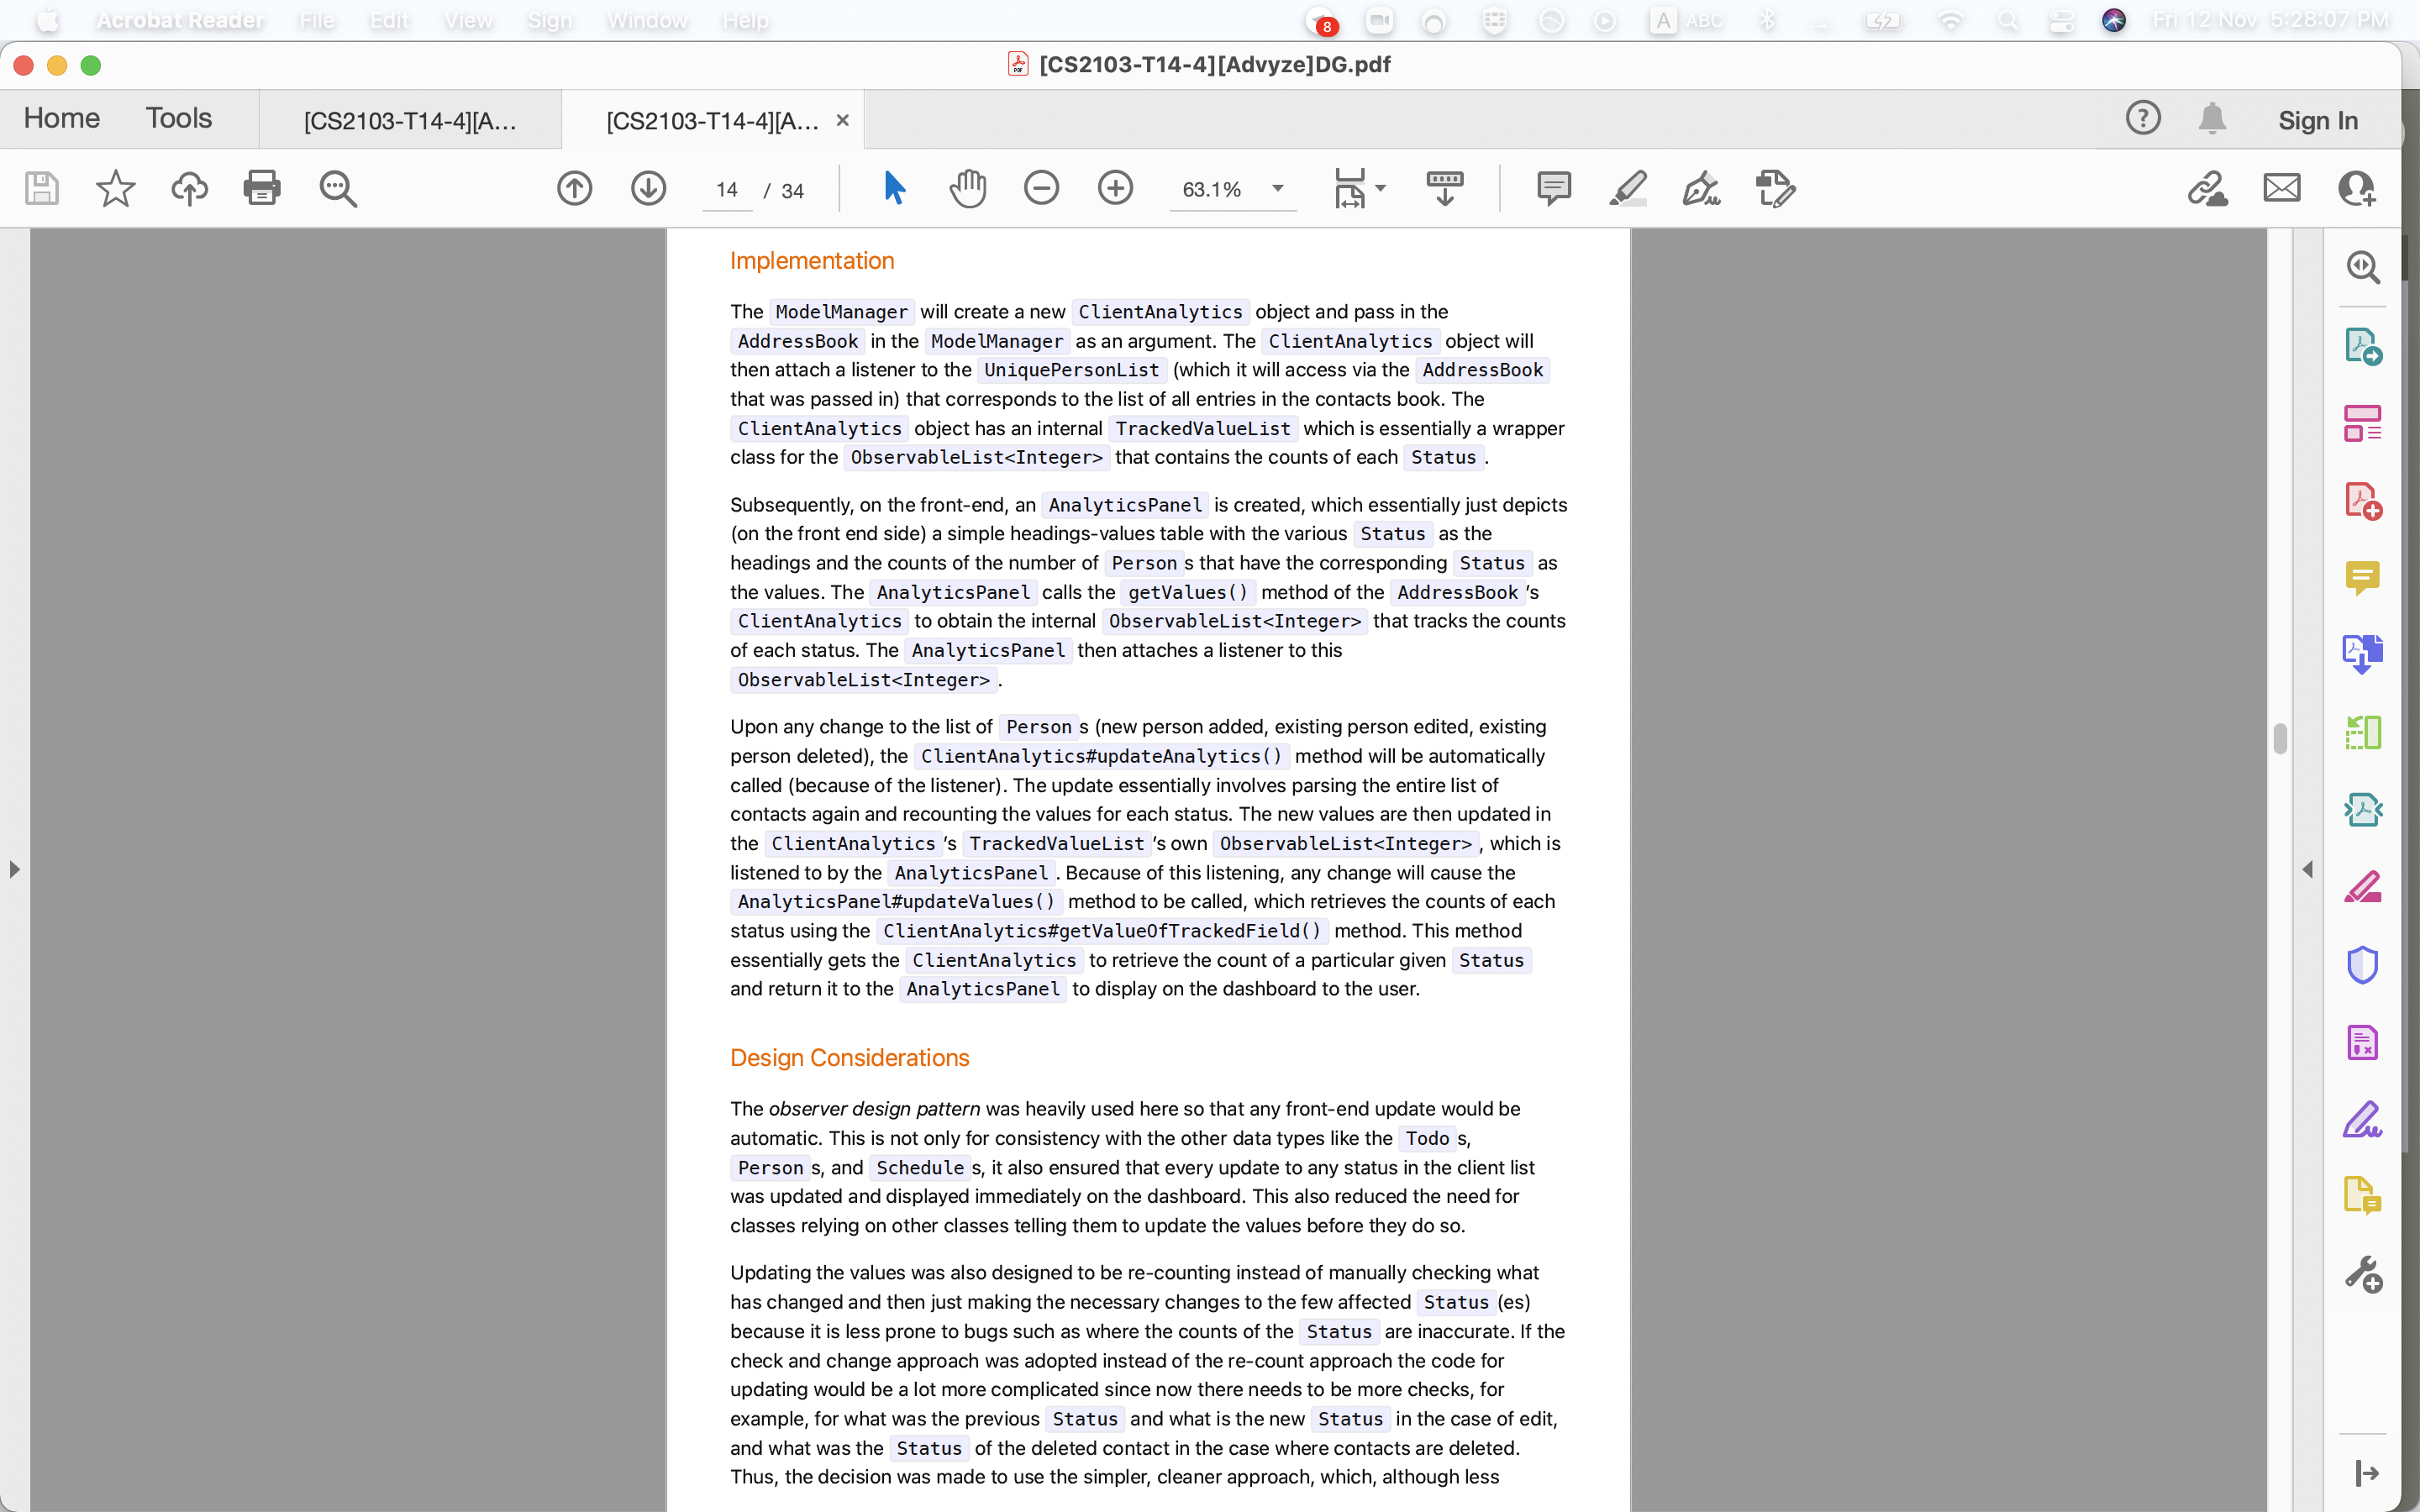 Acrobat Reader File Edit View Sign Window Help 8 A ABC Fri 12 Nov 5:28:07 PM
[CS2103-T14-4][Advyze]DG.pdf
Home Tools [CS2103-T14-4][A... [CS2103-T14-4][A... × ? Sign In
14 / 34 63.1%
Implementation
The ModelManager will create a new ClientAnalytics object and pass in the
AddressBook in the ModelManager as an argument. The ClientAnalytics object will
then attach a listener to the UniquePersonList (which it will access via the AddressBook
that was passed in) that corresponds to the list of all entries in the contacts book. The
ClientAnalytics object has an internal TrackedValueList which is essentially a wrapper
class for the ObservableList<Integer> that contains the counts of each Status.
Subsequently, on the front-end, an AnalyticsPanel is created, which essentially just depicts
(on the front end side) a simple headings-values table with the various Status as the
headings and the counts of the number of Person s that have the corresponding Status as
the values. The AnalyticsPanel calls the getValues() method of the AddressBook 's
ClientAnalytics to obtain the internal ObservableList<Integer> that tracks the counts
of each status. The AnalyticsPanel then attaches a listener to this
ObservableList<Integer>.
Upon any change to the list of Person s (new person added, existing person edited, existing
person deleted), the ClientAnalytics#updateAnalytics() method will be automatically
called (because of the listener). The update essentially involves parsing the entire list of
contacts again and recounting the values for each status. The new values are then updated in
the ClientAnalytics 's TrackedValueList 's own ObservableList<Integer>, which is
listened to by the AnalyticsPanel. Because of this listening, any change will cause the
AnalyticsPanel#updateValues() method to be called, which retrieves the counts of each
status using the ClientAnalytics#getValueOfTrackedField() method. This method
essentially gets the ClientAnalytics to retrieve the count of a particular given Status
and return it to the AnalyticsPanel to display on the dashboard to the user.
Design Considerations
The observer design pattern was heavily used here so that any front-end update would be
automatic. This is not only for consistency with the other data types like the Todo s,
Person s, and Schedule s, it also ensured that every update to any status in the client list
was updated and displayed immediately on the dashboard. This also reduced the need for
classes relying on other classes telling them to update the values before they do so.
Updating the values was also designed to be re-counting instead of manually checking what
has changed and then just making the necessary changes to the few affected Status (es)
because it is less prone to bugs such as where the counts of the Status are inaccurate. If the
check and change approach was adopted instead of the re-count approach the code for
updating would be a lot more complicated since now there needs to be more checks, for
example, for what was the previous Status and what is the new Status in the case of edit,
and what was the Status of the deleted contact in the case where contacts are deleted.
Thus, the decision was made to use the simpler, cleaner approach, which, although less